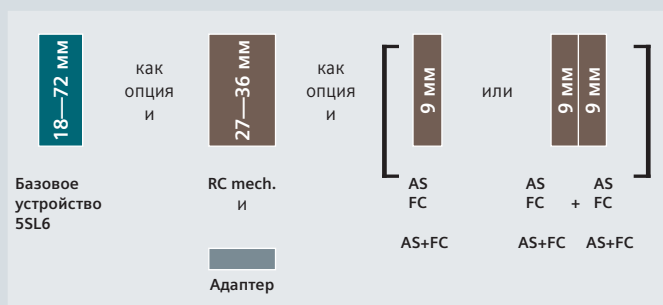 18—72 мм
как
опция
и
27—36 мм
как
опция
и
9 мм
или
9 мм
9 мм
Базовое
устройство
5SL6
RC mech.
и
Адаптер
AS
FC
AS+FC
AS AS
FC + FC
AS+FC AS+FC